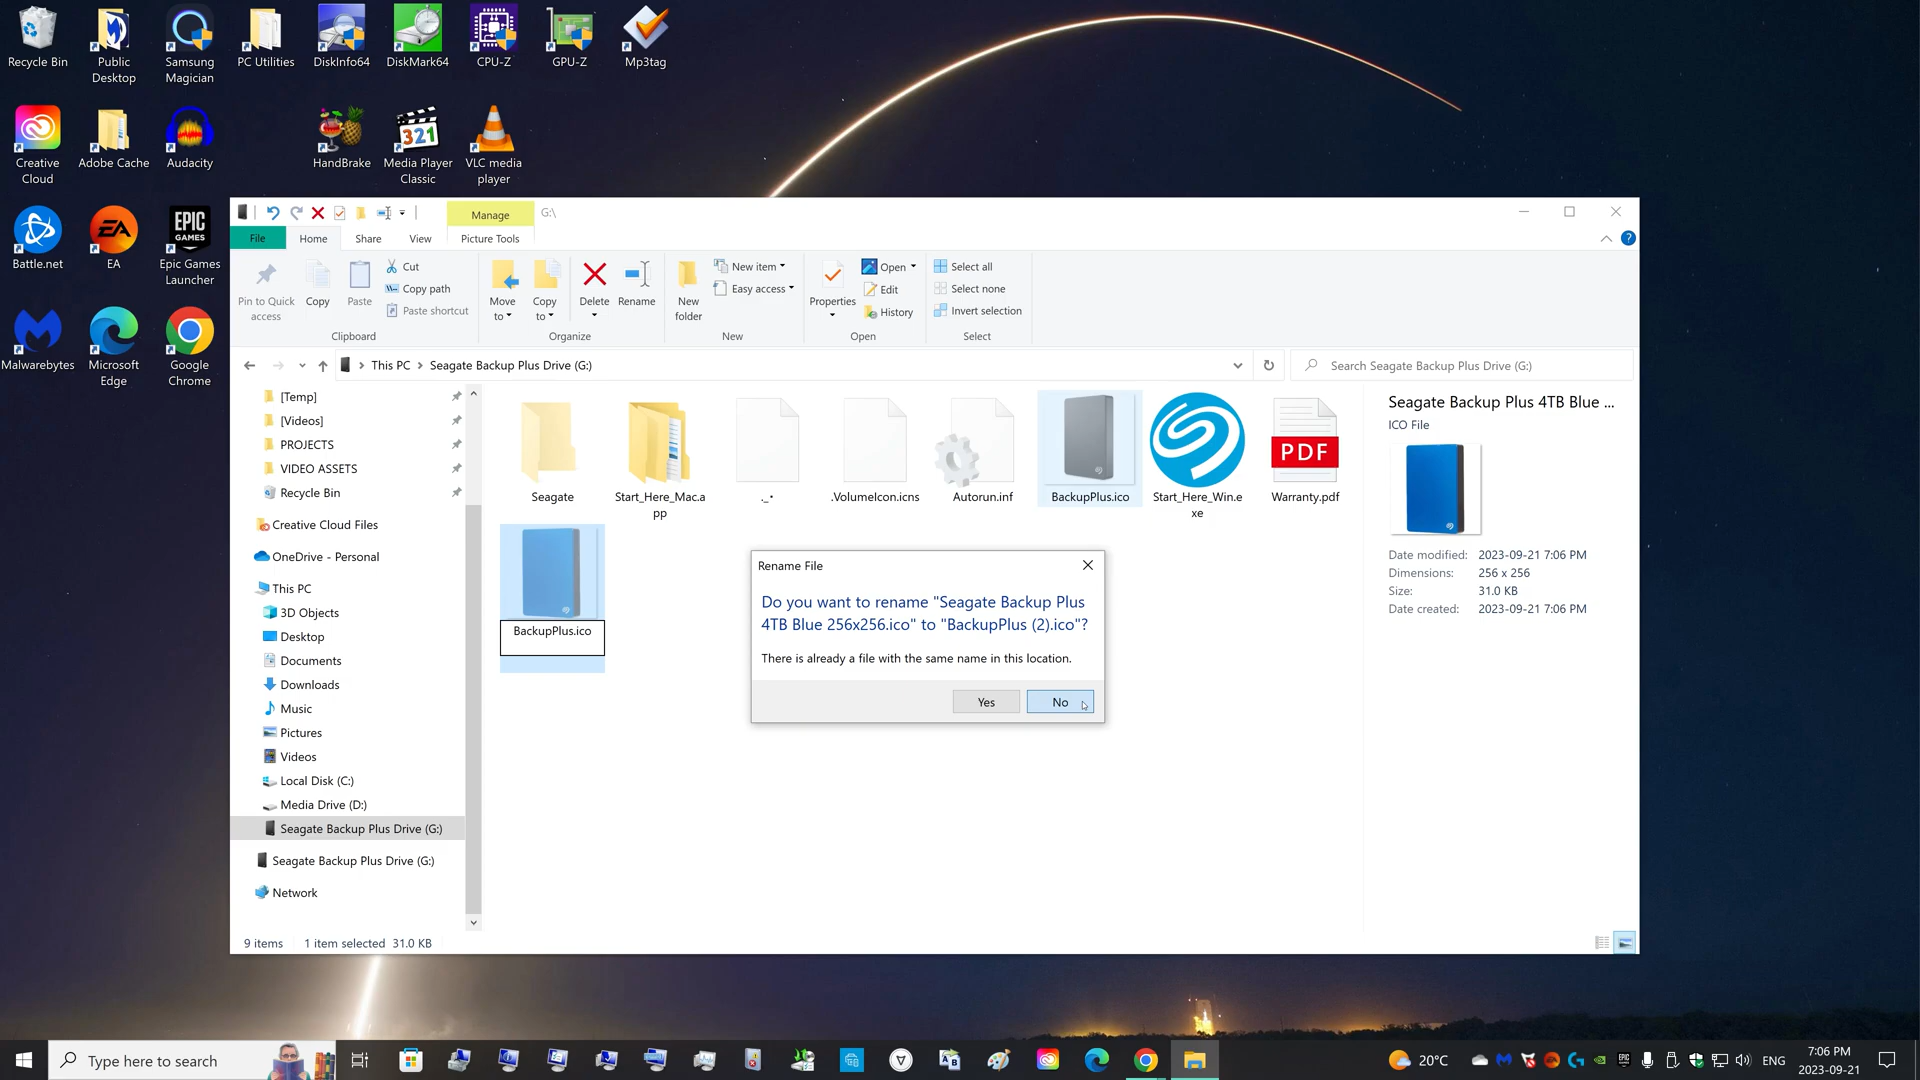 Recycle Bin
Public
Desktop
Samsung
Magician
PC Utilities
DiskInfo64
DiskMark64
CPU-Z
GPU-Z
Mp3tag
Creative
Cloud
Adobe Cache
Audacity
HandBrake
321
Media Player
Classic
VLC media
player
Battle.net
EA
EA
EPIC
GAMES
Epic Games
Launcher
Malwarebytes
Microsoft
Edge
Google
Chrome
Manage
G:\
File
Home
Share
View
Picture Tools
Pin to Quick
access
Copy
Paste
Cut
Copy path
Paste shortcut
Clipboard
Move
to
Copy
to
Delete
Rename
Organize
New
folder
New item
Easy access
New
Properties
Open
Edit
History
Open
Select all
Select none
Invert selection
Select
This PC
Seagate Backup Plus Drive (G:)
Search Seagate Backup Plus Drive (G:)
[Temp]
[Videos]
PROJECTS
VIDEO ASSETS
Recycle Bin
Creative Cloud Files
OneDrive - Personal
This PC
3D Objects
Desktop
Documents
Downloads
Music
Pictures
Videos
Local Disk (C:)
Media Drive (D:)
Seagate Backup Plus Drive (G:)
Seagate Backup Plus Drive (G:)
Network
Seagate
Start_Here_Mac.a
pp
._•
.VolumeIcon.icns
Autorun.inf
BackupPlus.ico
Start_Here_Win.e
xe
PDF
Warranty.pdf
BackupPlus.ico
Rename File
Do you want to rename "Seagate Backup Plus
4TB Blue 256x256.ico" to "BackupPlus (2).ico"?
There is already a file with the same name in this location.
Yes
No
Seagate Backup Plus 4TB Blue ...
ICO File
Date modified: 2023-09-21 7:06 PM
Dimensions: 256 x 256
Size: 31.0 KB
Date created: 2023-09-21 7:06 PM
9 items
1 item selected 31.0 KB
Type here to search
20°C
ENG
7:06 PM
2023-09-21